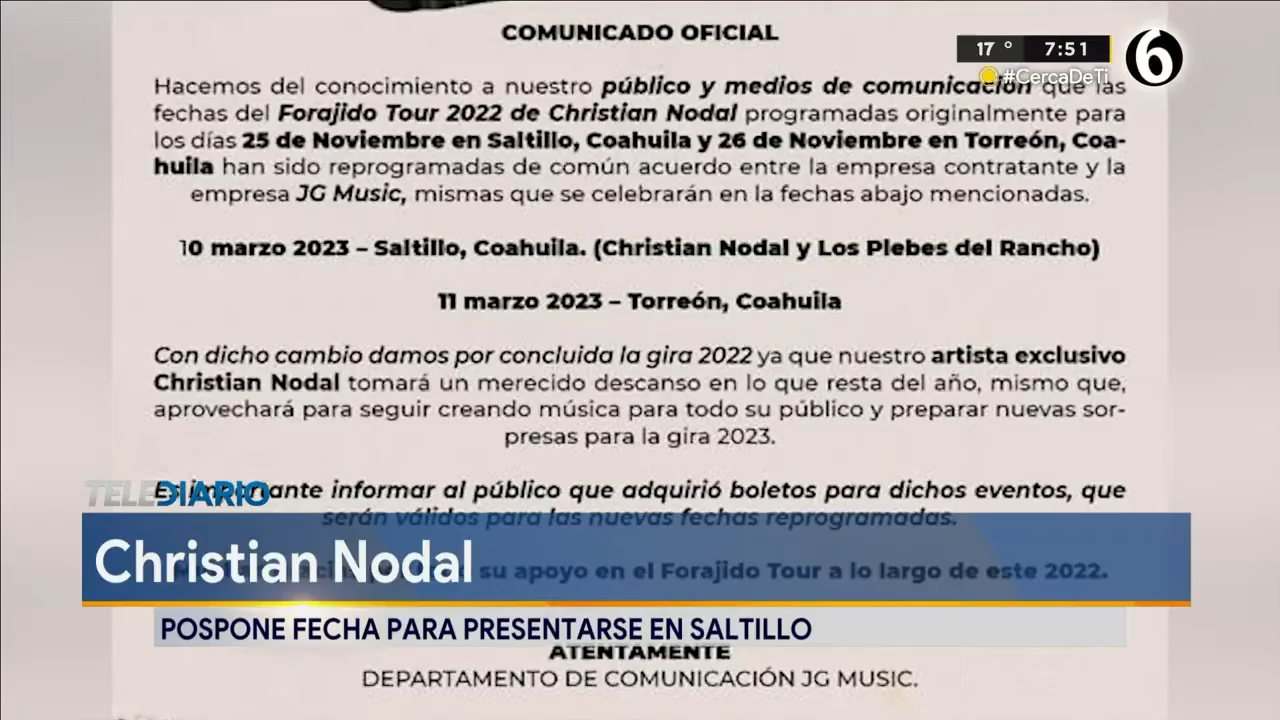 COMUNICADO OFICIAL
17 ° 7:51
6
#CercaDeTi
Hacemos del conocimiento a nuestro público y medios de comunicación que las
fechas del Forajido Tour 2022 de Christian Nodal programadas originalmente para
los días 25 de Noviembre en Saltillo, Coahuila y 26 de Noviembre en Torreón, Coa-
huila han sido reprogramadas de común acuerdo entre la empresa contratante y la
empresa JG Music, mismas que se celebrarán en la fechas abajo mencionadas.
10 marzo 2023 – Saltillo, Coahuila. (Christian Nodal y Los Plebes del Rancho)
11 marzo 2023 – Torreón, Coahuila
Con dicho cambio damos por concluida la gira 2022 ya que nuestro artista exclusivo
Christian Nodal tomará un merecido descanso en lo que resta del año, mismo que,
aprovechará para seguir creando música para todo su público y preparar nuevas sor-
presas para la gira 2023.
TELEDIARIO
Es importante informar al público que adquirió boletos para dichos eventos, que
serán válidos para las nuevas fechas reprogramadas.
Christian Nodal
su apoyo en el Forajido Tour a lo largo de este 2022.
POSPONE FECHA PARA PRESENTARSE EN SALTILLO
ATENTAMENTE
DEPARTAMENTO DE COMUNICACIÓN JG MUSIC.